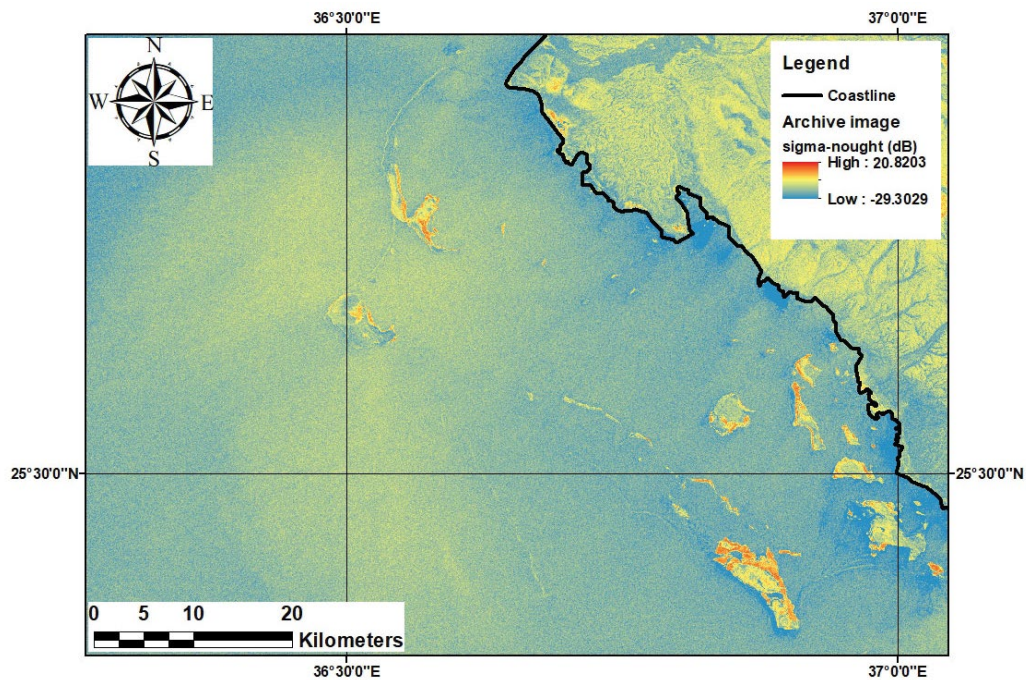 36°30'0"E 37°0'0"E
N
W E
S
Legend
Coastline
Archive image
sigma-nought (dB)
High : 20.8203
Low : -29.3029
25°30'0"N 25°30'0"N
0 5 10 20
Kilometers
36°30'0"E 37°0'0"E